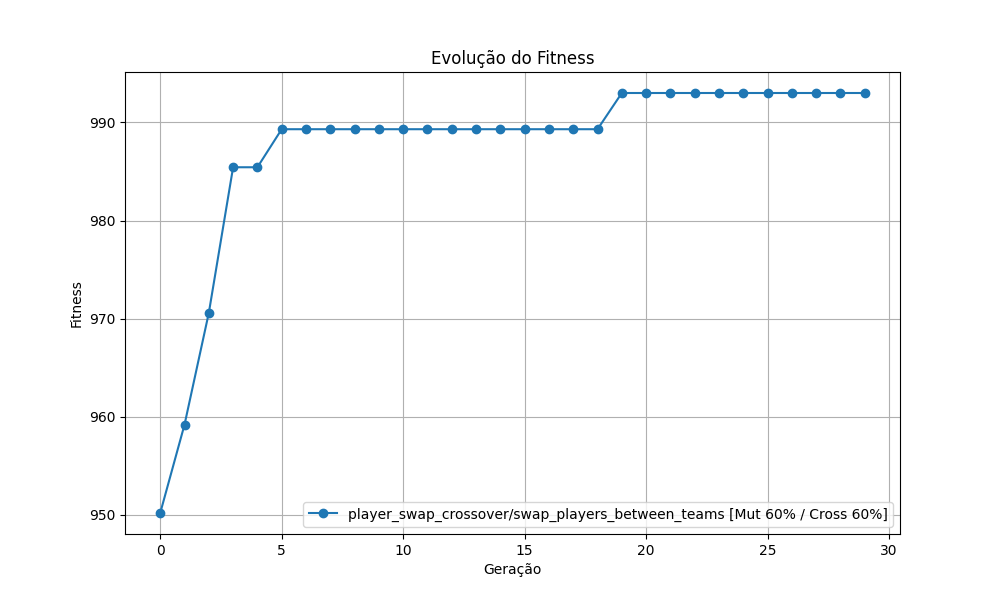 Evolução do Fitness
Fitness
990
980
970
960
950
player_swap_crossover/swap_players_between_teams [Mut 60% / Cross 60%]
0 5 10 15 20 25 30
Geração